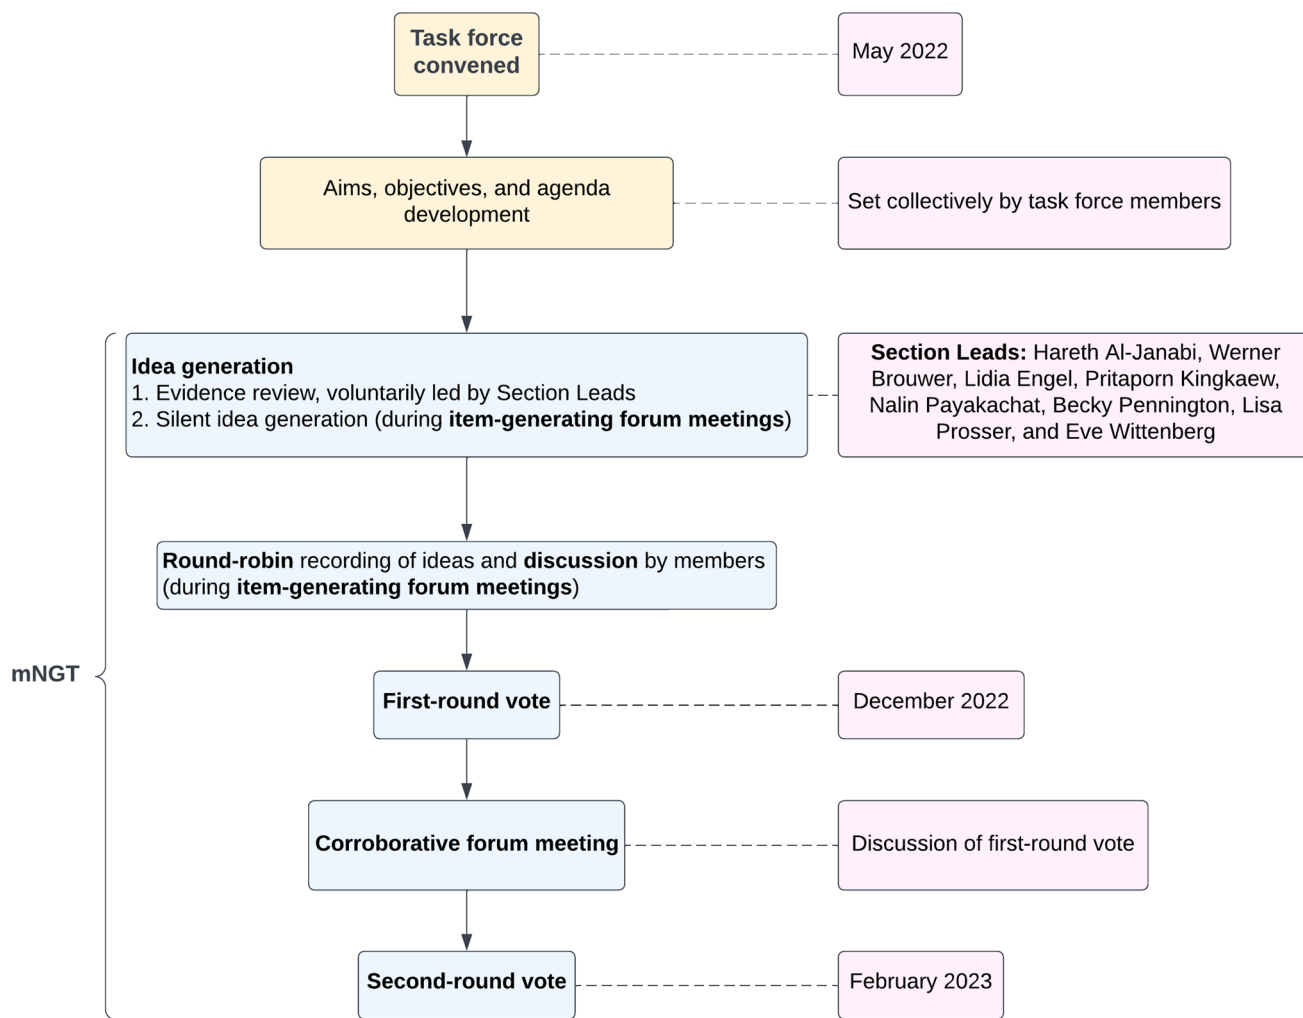 Task force
convened
May 2022
Aims, objectives, and agenda
development
Set collectively by task force members
Idea generation
1. Evidence review, voluntarily led by Section Leads
2. Silent idea generation (during item-generating forum meetings)
Section Leads: Hareth Al-Janabi, Werner
Brouwer, Lidia Engel, Pritaporn Kingkaew,
Nalin Payakachat, Becky Pennington, Lisa
Prosser, and Eve Wittenberg
Round-robin recording of ideas and discussion by members
(during item-generating forum meetings)
mNGT
First-round vote
December 2022
Corroborative forum meeting
Discussion of first-round vote
Second-round vote
February 2023